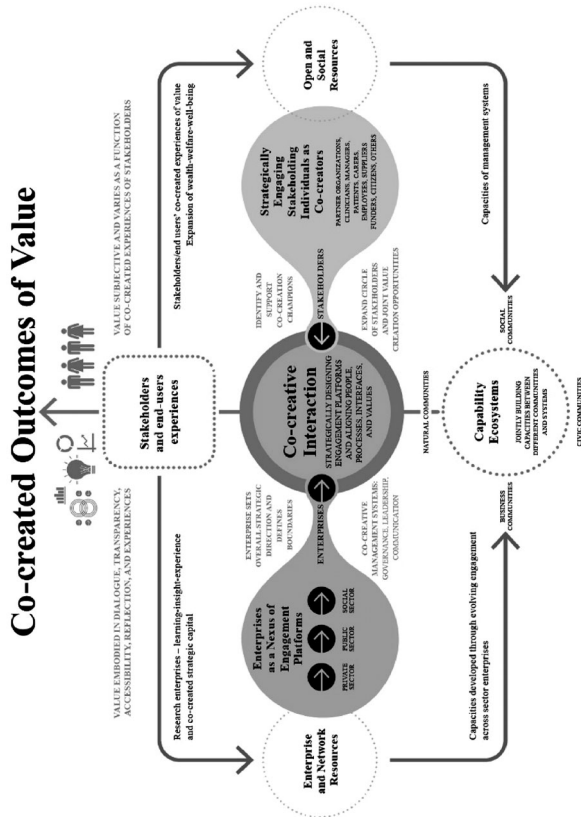 Co-created Outcomes of Value
VALUE EMBODIED IN DIALOGUE, TRANSPARENCY,
ACCESSIBILITY, REFLECTION, AND EXPERIENCES
VALUE SUBJECTIVE AND VARIES AS A FUNCTION
OF CO-CREATED EXPERIENCES OF STAKEHOLDERS
Stakeholders
and end-users
experiences
Research enterprises – learning-insight-experience
and co-created strategic capital
Stakeholders/end users' co-created experiences of value
Expansion of wealth-welfare-well-being
Enterprise
and Network
Resources
Enterprises
as a Nexus of
Engagement
Platforms
PRIVATE
SECTOR
PUBLIC
SECTOR
SOCIAL
SECTOR
ENTERPRISE SETS
OVERALL STRATEGIC
DIRECTION AND
DEFINES
BOUNDARIES
ENTERPRISES
CO-CREATIVE
MANAGEMENT SYSTEMS:
GOVERNANCE, LEADERSHIP,
COMMUNICATION
Co-creative
Interaction
STRATEGICALLY DESIGNING
ENGAGEMENT PLATFORMS
AND ALIGNING PEOPLE,
PROCESSES, INTERFACES,
AND VALUES
IDENTIFY AND
SUPPORT
CO-CREATION
CHAMPIONS
STAKEHOLDERS
EXPAND CIRCLE
OF STAKEHOLDERS
AND JOINT VALUE
CREATION OPPORTUNITIES
Strategically
Engaging
Stakeholding
Individuals as
Co-creators
PARTNER ORGANIZATIONS,
CLINICIANS, MANAGERS,
PATIENTS, CARERS,
EMPLOYEES, SUPPLIERS
FUNDERS, CITIZENS, OTHERS
Open and
Social
Resources
Capacities developed through evolving engagement
across sector enterprises
Capacities of management systems
NATURAL COMMUNITIES
BUSINESS
COMMUNITIES
SOCIAL
COMMUNITIES
Capability
Ecosystems
JOINTLY BUILDING
CAPACITIES BETWEEN
DIFFERENT COMMUNITIES
AND SYSTEMS
CIVIC COMMUNITIES